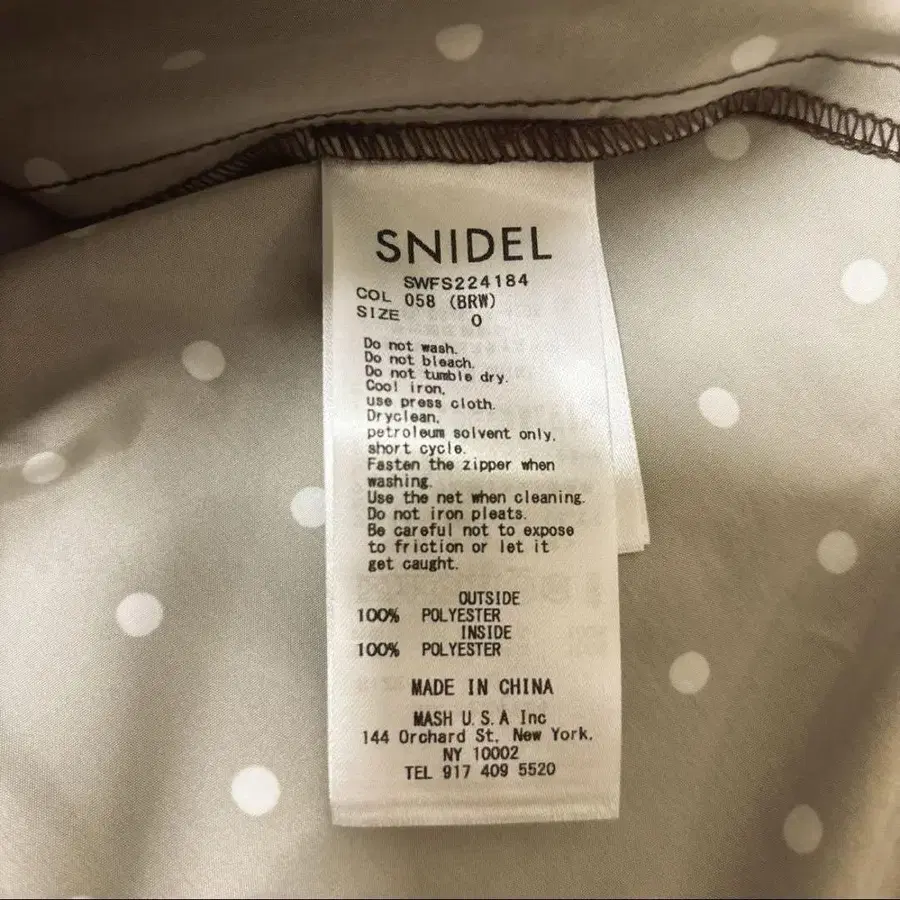 SNIDEL
SWFS224184
COL 058 (BRW)
SIZE 0
Do not wash.
Do not bleach.
Do not tumble dry.
Cool iron,
use press cloth.
Dryclean,
petroleum solvent only,
short cycle.
Fasten the zipper when
washing.
Use the net when cleaning.
Do not iron pleats.
Be careful not to expose
to friction or let it
get caught.
OUTSIDE
100% POLYESTER
INSIDE
100% POLYESTER
MADE IN CHINA
MASH U.S.A Inc
144 Orchard St, New York,
NY 10002
TEL 917 409 5520